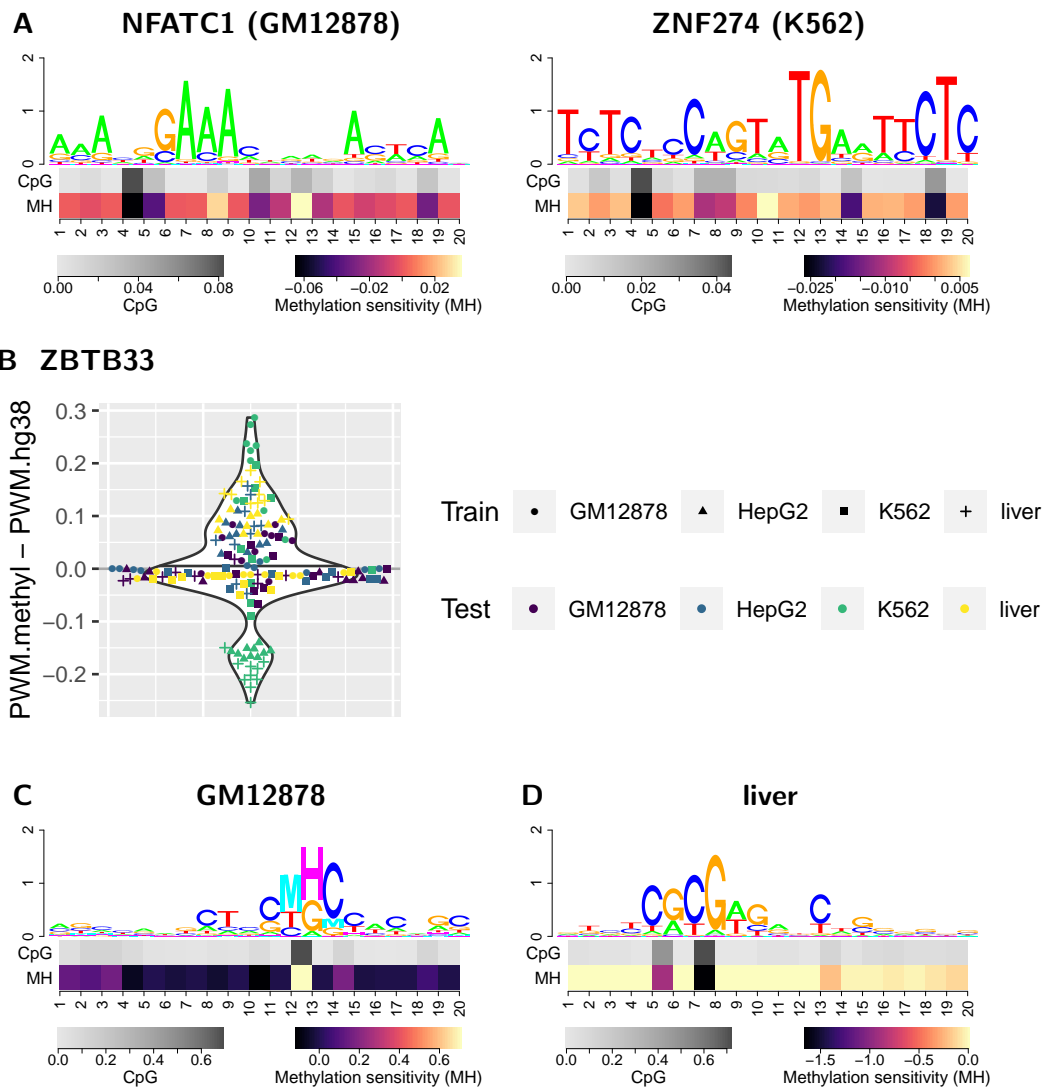 A NFATC1 (GM12878) ZNF274 (K562)
2
1
0
CpG
MH
1 2 3 4 5 6 7 8 9 10 11 12 13 14 15 16 17 18 19 20
0.00 0.04 0.08
CpG
−0.06 −0.02 0.02
Methylation sensitivity (MH)
2
1
0
CpG
MH
1 2 3 4 5 6 7 8 9 10 11 12 13 14 15 16 17 18 19 20
0.00 0.02 0.04
CpG
−0.025 −0.010 0.005
Methylation sensitivity (MH)
B ZBTB33
PWM.methyl − PWM.hg38
0.3
0.2
0.1
0.0
−0.1
−0.2
Train GM12878 HepG2 K562 liver
Test GM12878 HepG2 K562 liver
C GM12878
2
1
0
CpG
MH
1 2 3 4 5 6 7 8 9 10 11 12 13 14 15 16 17 18 19 20
0.0 0.2 0.4 0.6
CpG
0.0 0.2 0.4 0.6
Methylation sensitivity (MH)
D liver
2
1
0
CpG
MH
1 2 3 4 5 6 7 8 9 10 11 12 13 14 15 16 17 18 19 20
0.0 0.2 0.4 0.6
CpG
−1.5 −1.0 0.0
Methylation sensitivity (MH)